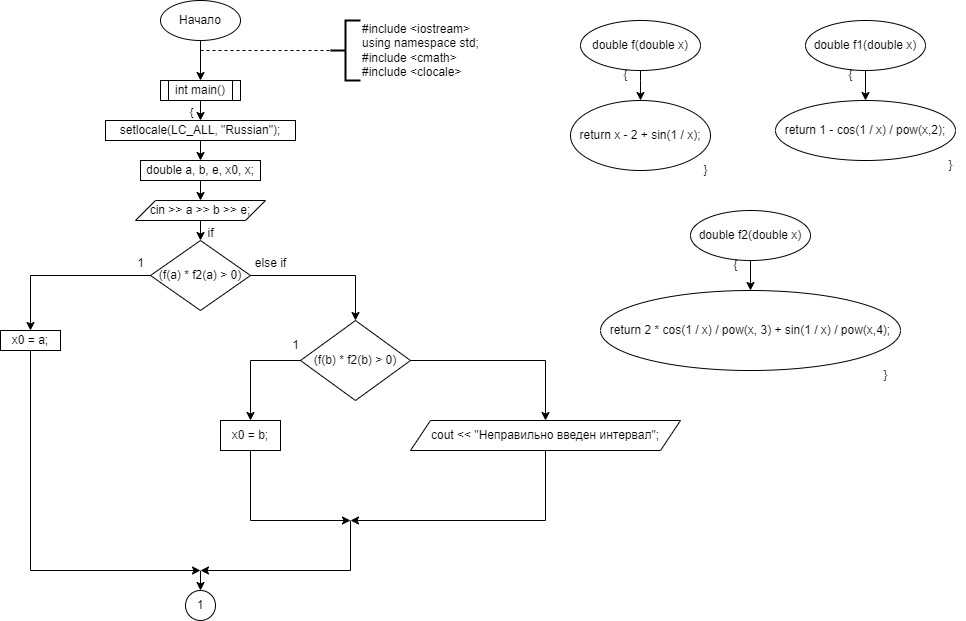 Начало
#include <iostream>
using namespace std;
#include <cmath>
#include <clocale>
int main()
{
setlocale(LC_ALL, "Russian");
double a, b, e, x0, x;
cin >> a >> b >> e;
if
1
(f(a) * f2(a) > 0)
else if
x0 = a;
1
(f(b) * f2(b) > 0)
x0 = b;
cout << "Неправильно введен интервал";
1
double f(double x)
{
return x - 2 + sin(1 / x);
}
double f1(double x)
{
return 1 - cos(1 / x) / pow(x,2);
}
double f2(double x)
{
return 2 * cos(1 / x) / pow(x, 3) + sin(1 / x) / pow(x,4);
}